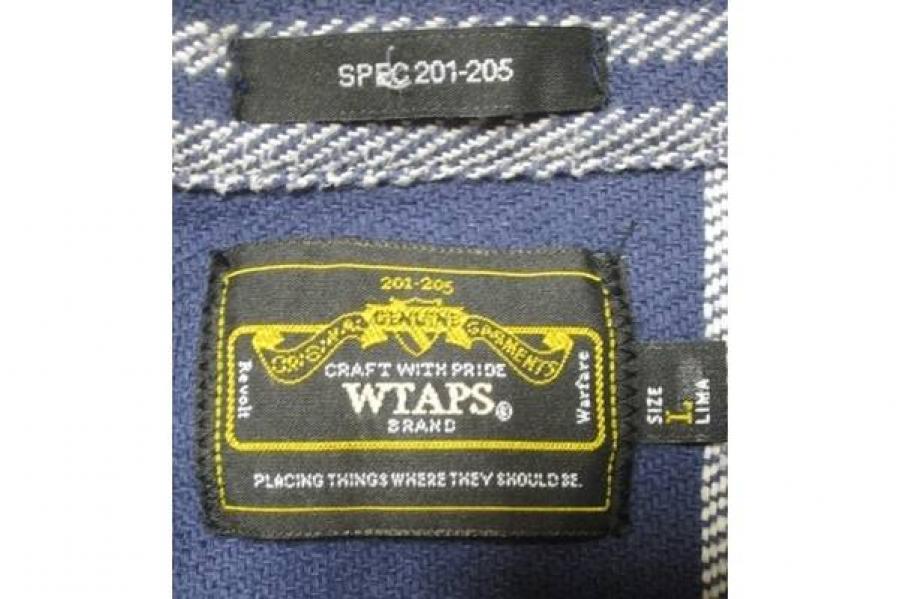 SPEC 201-205
201-205
ORIGINAL GENUINE GARMENTS
CRAFT WITH PRIDE
WTAPS®
BRAND
Revolt
Warfare
PLACING THINGS WHERE THEY SHOULD BE.
SIZE
L
LIMA